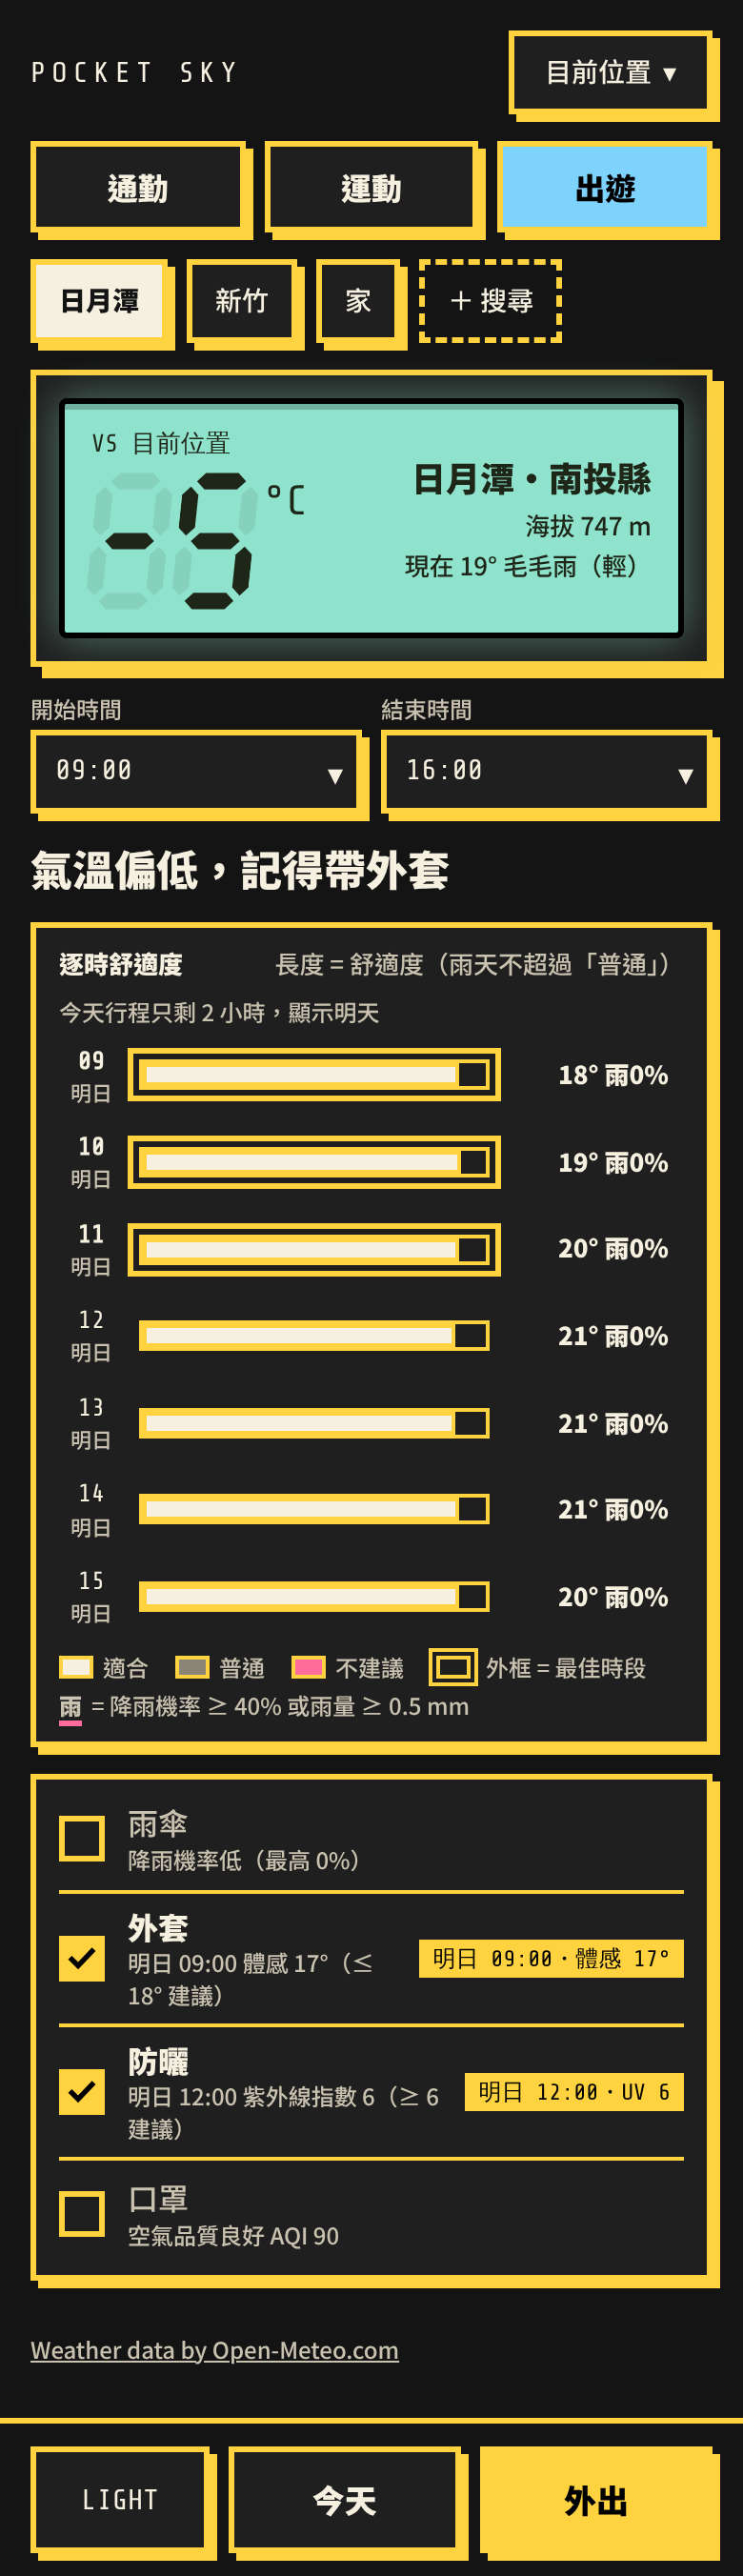 POCKET SKY
目前位置 ▼
通勤 運動 出遊
日月潭 新竹 家 ＋ 搜尋
VS 目前位置
-5°C
日月潭・南投縣
海拔 747 m
現在 19° 毛毛雨（輕）
開始時間 結束時間
09:00 ▼ 16:00 ▼
氣溫偏低，記得帶外套
逐時舒適度 長度 = 舒適度（雨天不超過「普通」）
今天行程只剩 2 小時，顯示明天
09 明日 18° 雨0%
10 明日 19° 雨0%
11 明日 20° 雨0%
12 明日 21° 雨0%
13 明日 21° 雨0%
14 明日 21° 雨0%
15 明日 20° 雨0%
適合 普通 不建議 外框 = 最佳時段
雨 = 降雨機率 ≥ 40% 或雨量 ≥ 0.5 mm
雨傘
降雨機率低（最高 0%）
外套
明日 09:00 體感 17°（≤
18° 建議）
明日 09:00・體感 17°
防曬
明日 12:00 紫外線指數 6（≥ 6
建議）
明日 12:00・UV 6
口罩
空氣品質良好 AQI 90
Weather data by Open-Meteo.com
LIGHT 今天 外出